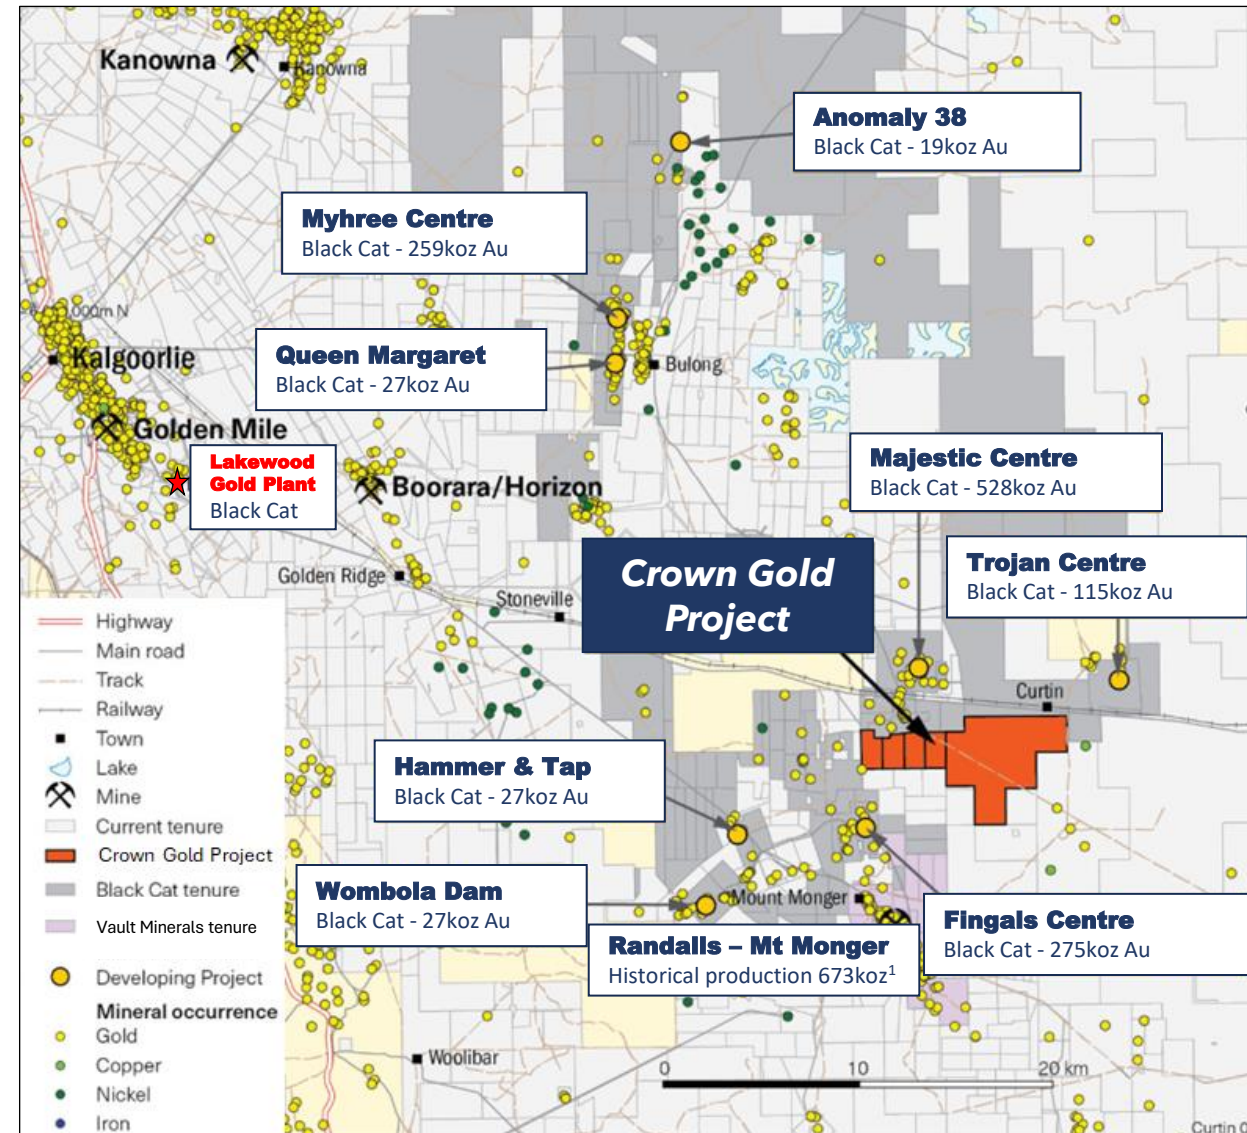 Kanowna
Kanowna
Anomaly 38
Black Cat - 19koz Au
Myhree Centre
Black Cat - 259koz Au
000m N
Kalgoorlie
Queen Margaret
Black Cat - 27koz Au
Bulong
Golden Mile
Lakewood
Gold Plant
Black Cat
Boorara/Horizon
Majestic Centre
Black Cat - 528koz Au
Golden Ridge
Stoneville
Crown Gold
Project
Trojan Centre
Black Cat - 115koz Au
Curtin
Highway
Main road
Track
Railway
Town
Lake
Mine
Current tenure
Crown Gold Project
Black Cat tenure
Vault Minerals tenure
Developing Project
Mineral occurrence
Gold
Copper
Nickel
Iron
Hammer & Tap
Black Cat - 27koz Au
Wombola Dam
Black Cat - 27koz Au
Mount Monger
Randalls – Mt Monger
Historical production 673koz¹
Fingals Centre
Black Cat - 275koz Au
Woolibar
0 10 20 km
Curtin